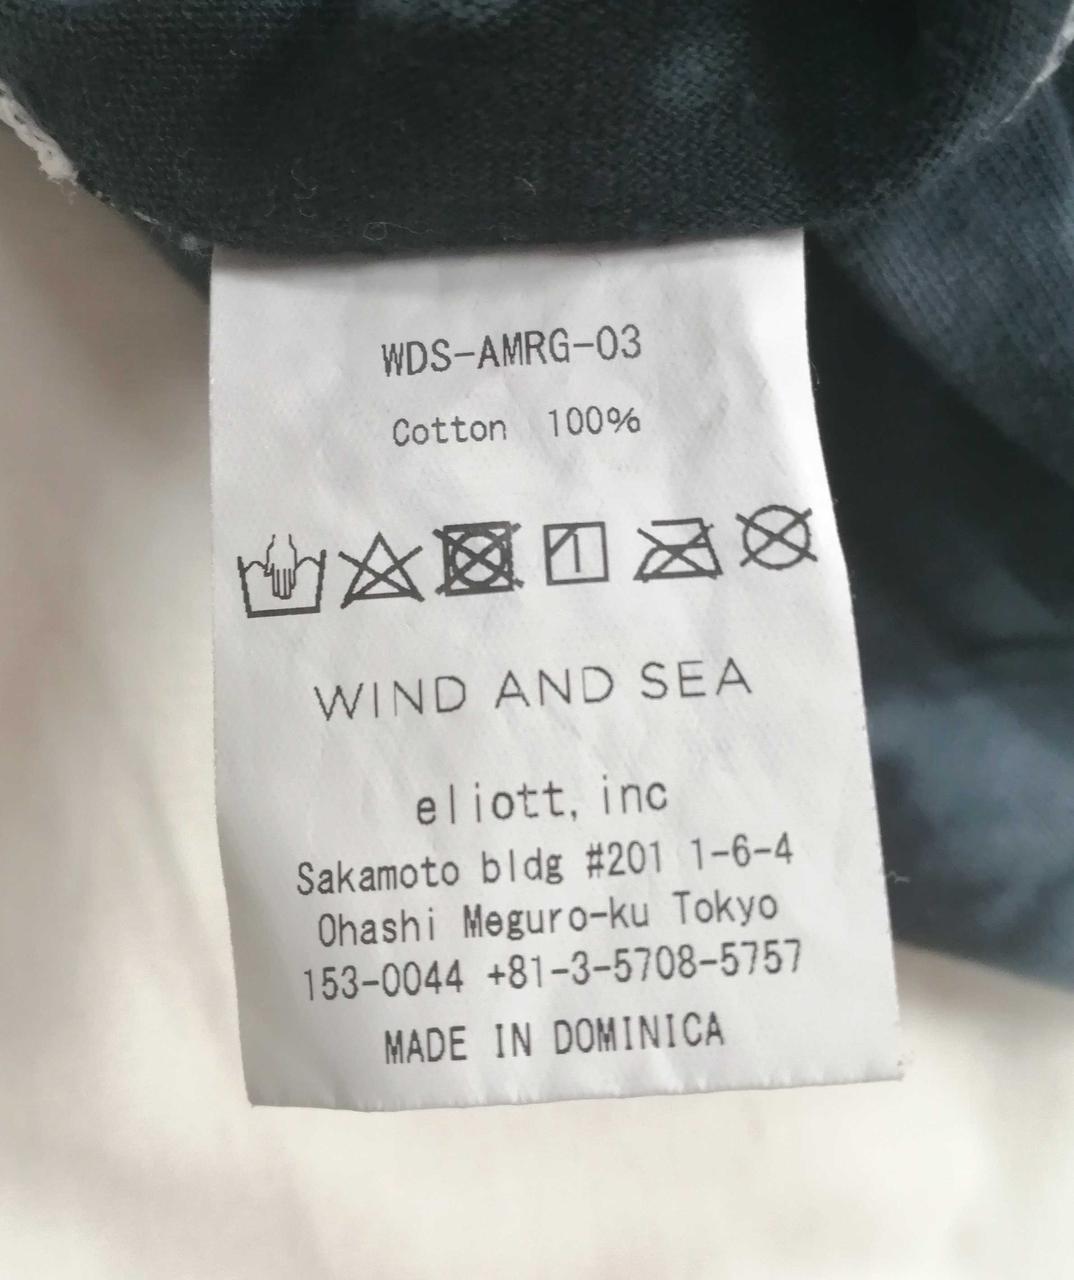 WDS-AMRG-03
Cotton 100%
WIND AND SEA
eliott, inc
Sakamoto bldg #201 1-6-4
Ohashi Meguro-ku Tokyo
153-0044 +81-3-5708-5757
MADE IN DOMINICA